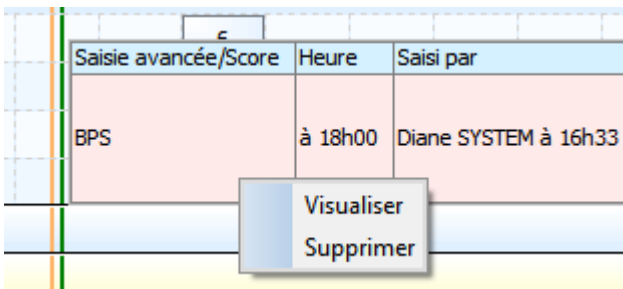 Saisie avancée/Score Heure Saisi par
BPS à 18h00 Diane SYSTEM à 16h33
Visualiser
Supprimer